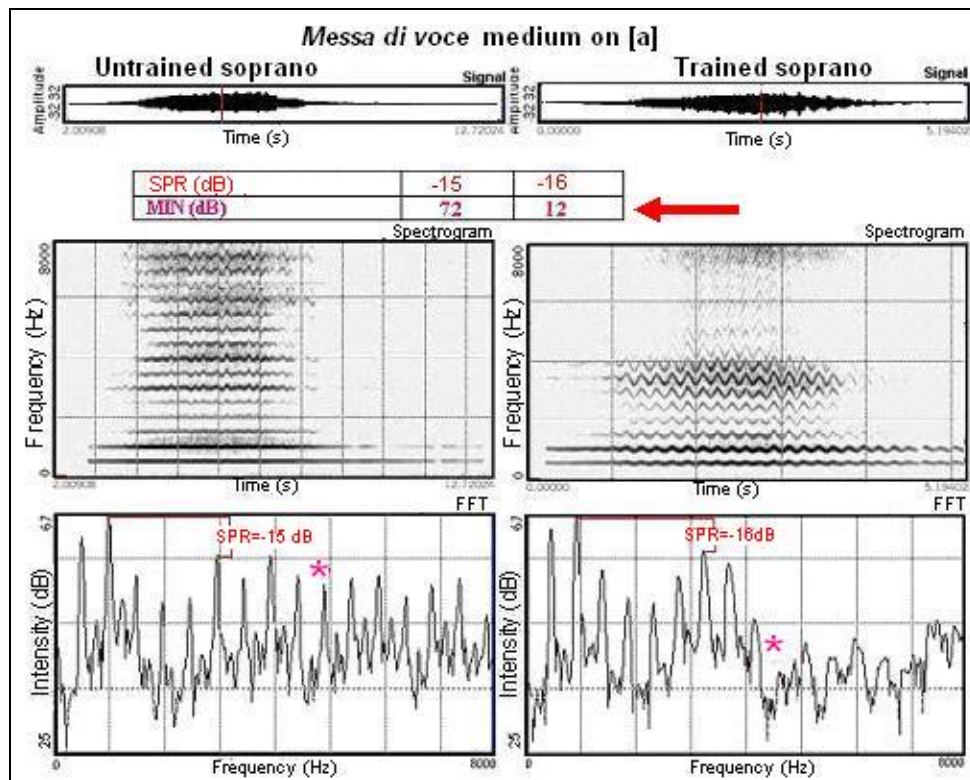 Messa di voce medium on [a]
Untrained soprano
Signal
Amplitude
-32 32
2.00908
Time (s)
12.72024
Trained soprano
Signal
Amplitude
-32 32
0.00000
Time (s)
5.194028
SPR (dB) -15 -16
MIN (dB) 72 12
Spectrogram
Frequency (Hz)
8000
0
2.00908
Time (s)
12.72024
Spectrogram
Frequency (Hz)
8000
0
0.00000
Time (s)
5.194028
FFT
Intensity (dB)
67
25
SPR=-15 dB
*
0
Frequency (Hz)
8000
FFT
Intensity (dB)
67
25
SPR=-16dB
*
0
Frequency (Hz)
8000